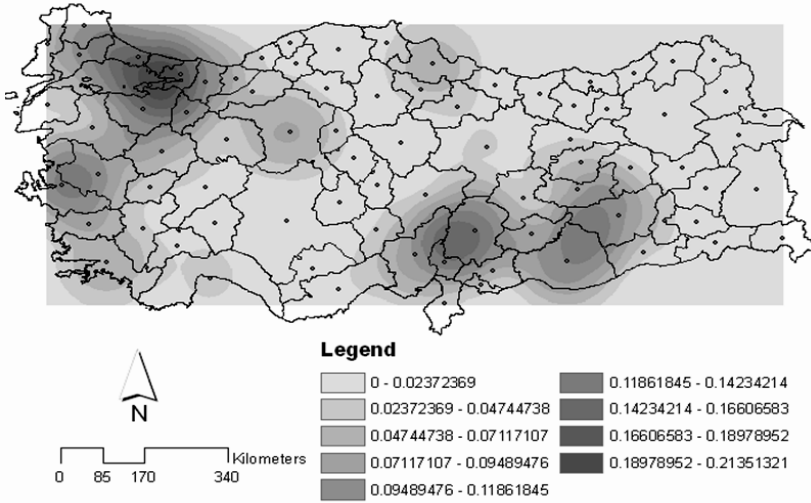 Legend
0 - 0.02372369
0.02372369 - 0.04744738
0.04744738 - 0.07117107
0.07117107 - 0.09489476
0.09489476 - 0.11861845
0.11861845 - 0.14234214
0.14234214 - 0.16606583
0.16606583 - 0.18978952
0.18978952 - 0.21351321
N
Kilometers
0 85 170 340